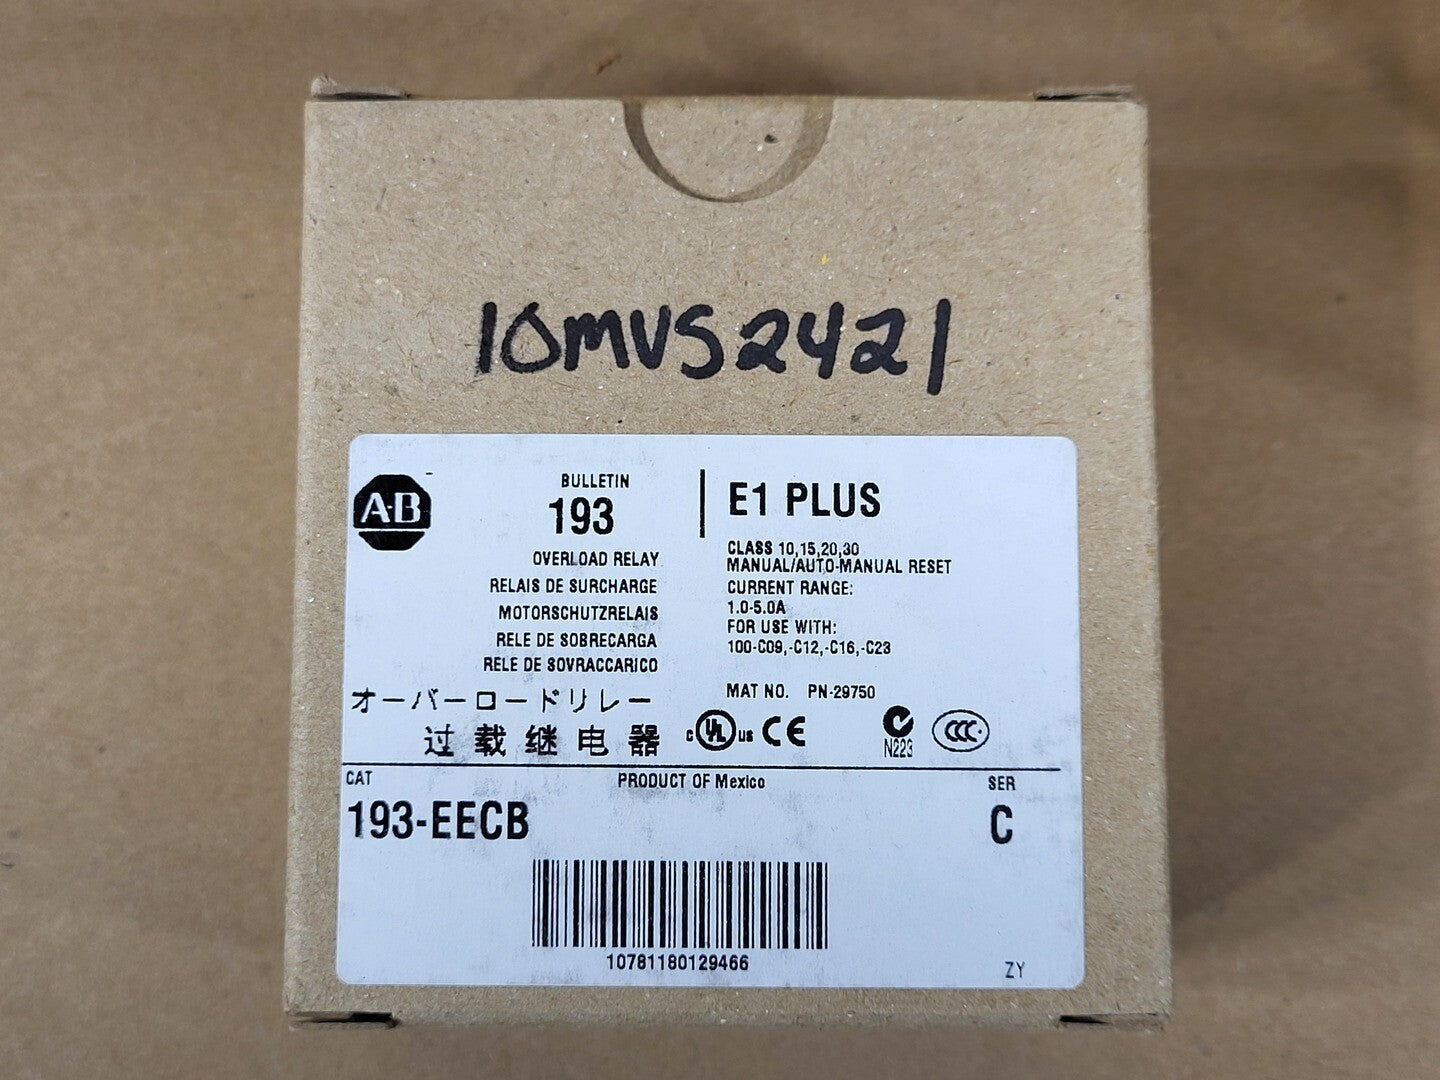 10MVS2421
A-B
BULLETIN
193
OVERLOAD RELAY
RELAIS DE SURCHARGE
MOTORSCHUTZRELAIS
RELE DE SOBRECARGA
RELE DE SOVRACCARICO
オーバーロードリレー
过载继电器
E1 PLUS
CLASS 10,15,20,30
MANUAL/AUTO-MANUAL RESET
CURRENT RANGE:
1.0-5.0A
FOR USE WITH:
100-C09,-C12,-C16,-C23
MAT NO. PN-29750
c UL us CE N223 CCC
CAT
PRODUCT OF Mexico
SER
193-EECB
C
10781180129466
ZY